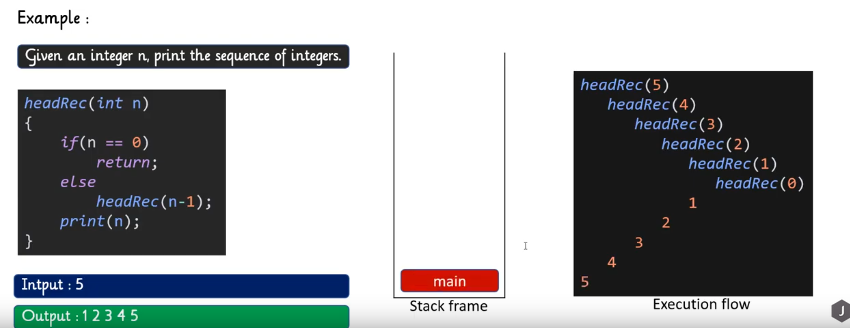 Example :
Given an integer n, print the sequence of integers.
headRec(int n)
{
if(n == 0)
return;
else
headRec(n-1);
print(n);
}
Intput : 5
Output : 1 2 3 4 5
main
Stack frame
headRec(5)
headRec(4)
headRec(3)
headRec(2)
headRec(1)
headRec(0)
1
2
3
4
5
Execution flow
J